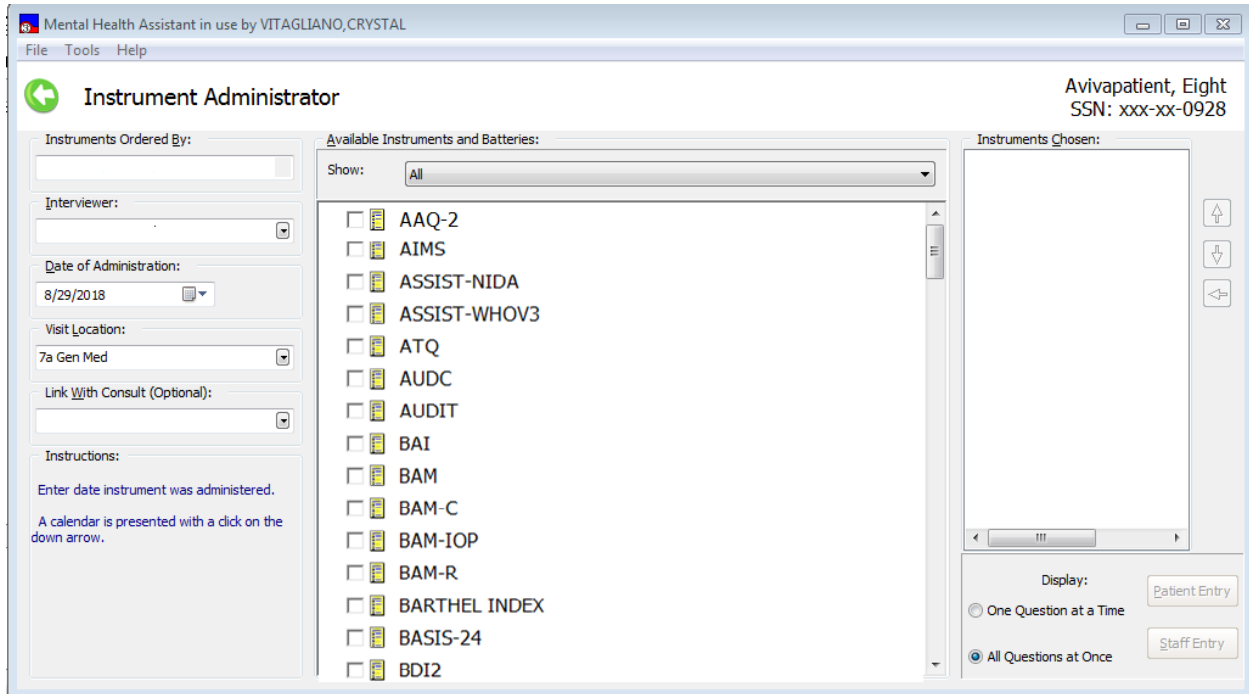 Mental Health Assistant in use by VITAGLIANO,CRYSTAL
File Tools Help
Instrument Administrator
Avivapatient, Eight
SSN: xxx-xx-0928
Instruments Ordered By:
Interviewer:
Date of Administration:
8/29/2018
Visit Location:
7a Gen Med
Link With Consult (Optional):
Instructions:
Enter date instrument was administered.
A calendar is presented with a click on the
down arrow.
Available Instruments and Batteries:
Show: All
AAQ-2
AIMS
ASSIST-NIDA
ASSIST-WHOV3
ATQ
AUDC
AUDIT
BAI
BAM
BAM-C
BAM-IOP
BAM-R
BARTHEL INDEX
BASIS-24
BDI2
Instruments Chosen:
Display:
One Question at a Time
All Questions at Once
Patient Entry
Staff Entry